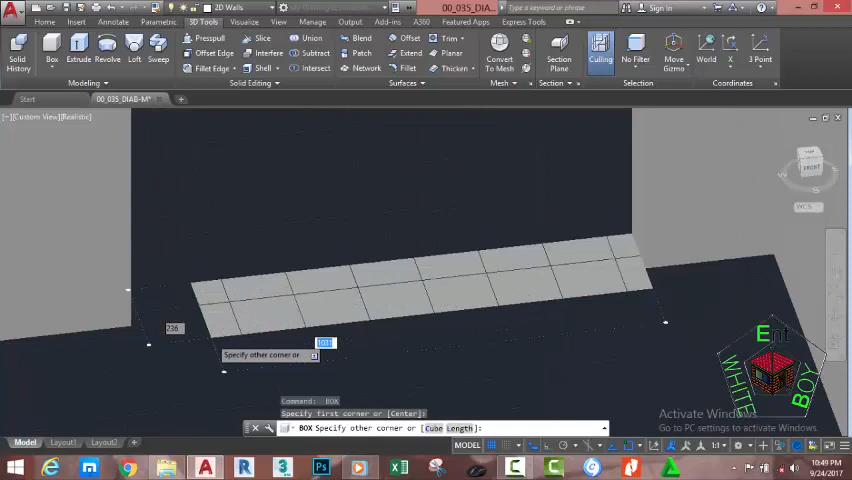 2D Walls
00_035_DIAB-M
Sign In
Home Insert Annotate Parametric 3D Tools Visualize View Manage Output Add-ins A360 Featured Apps Express Tools
Presspull Slice Union Blend Extend Trim
Offset Edge Interfere Subtract Patch Offset
Fillet Edge Shell Intersect Network Fillet Thicken
Solid History Box Extrude Revolve Loft Sweep Convert To Mesh Section Plane Culling No Filter Move Gizmo World X 3 Point
Modeling Solid Editing Mesh Section Selection Coordinates
Start 00_035_DIAB-M*
[−][Custom View][Realistic]
TOP
FRONT
W S
WCS
236
1031
Specify other corner or
Ent
WHITE
BOY
Command: BOX
Specify first corner or [Center]:
BOX Specify other corner or [Cube Length]:
Activate Windows
Go to PC settings to activate Windows.
Model Layout1 Layout2
MODEL 1:1
10:49 PM
9/24/2017